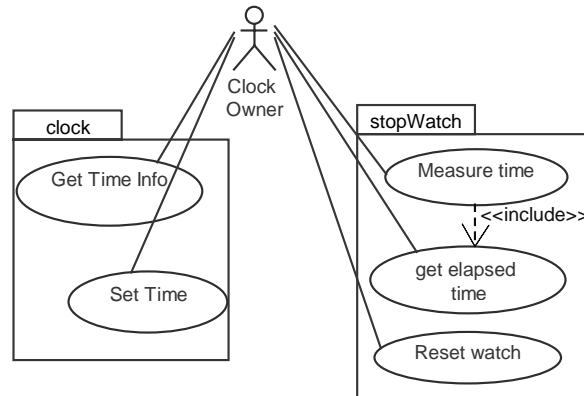 Clock
Owner
clock
Get Time Info
Set Time
stopWatch
Measure time
<<include>>
get elapsed
time
Reset watch